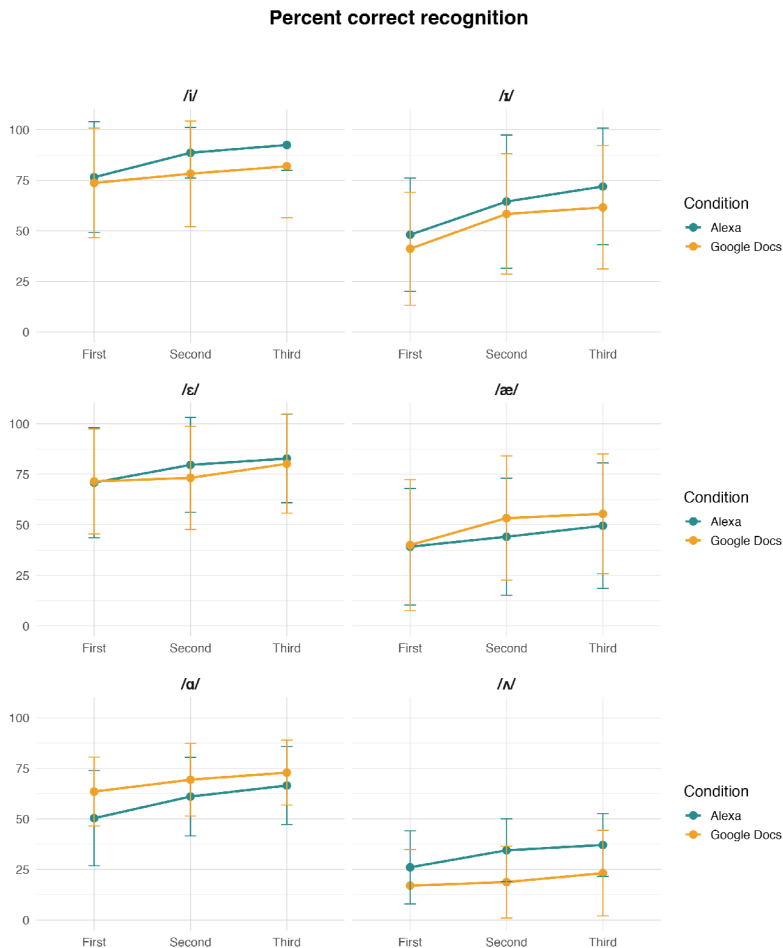 Percent correct recognition
/i/
/ɪ/
100
75
50
25
0
First Second Third
First Second Third
Condition
Alexa
Google Docs
/ɛ/
/æ/
100
75
50
25
0
First Second Third
First Second Third
Condition
Alexa
Google Docs
/ɑ/
/ʌ/
100
75
50
25
0
First Second Third
First Second Third
Condition
Alexa
Google Docs